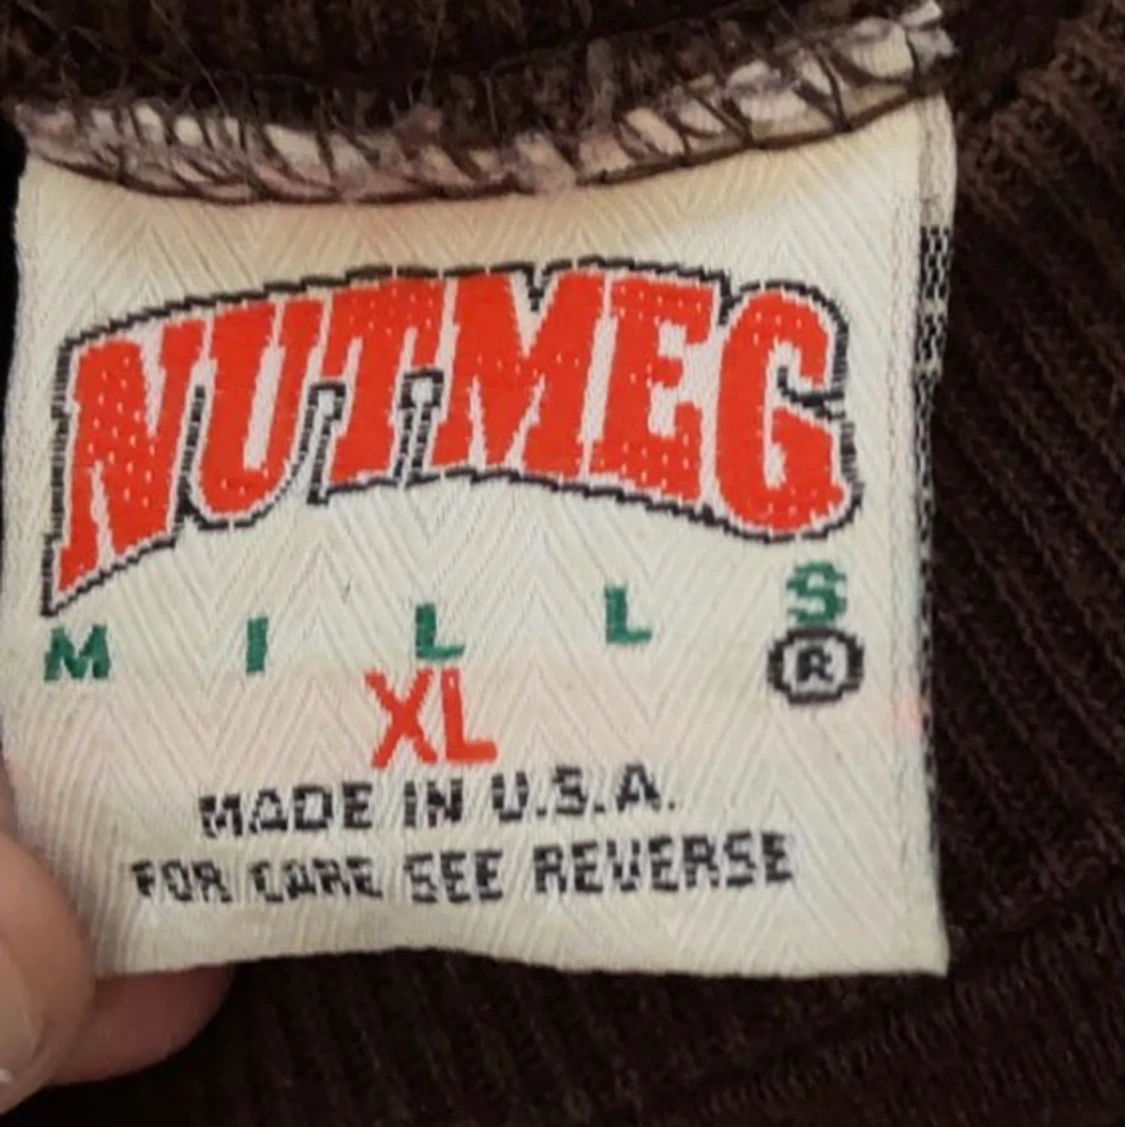 NUTMEG
MILLS
®
XL
MADE IN U.S.A.
FOR CARE SEE REVERSE